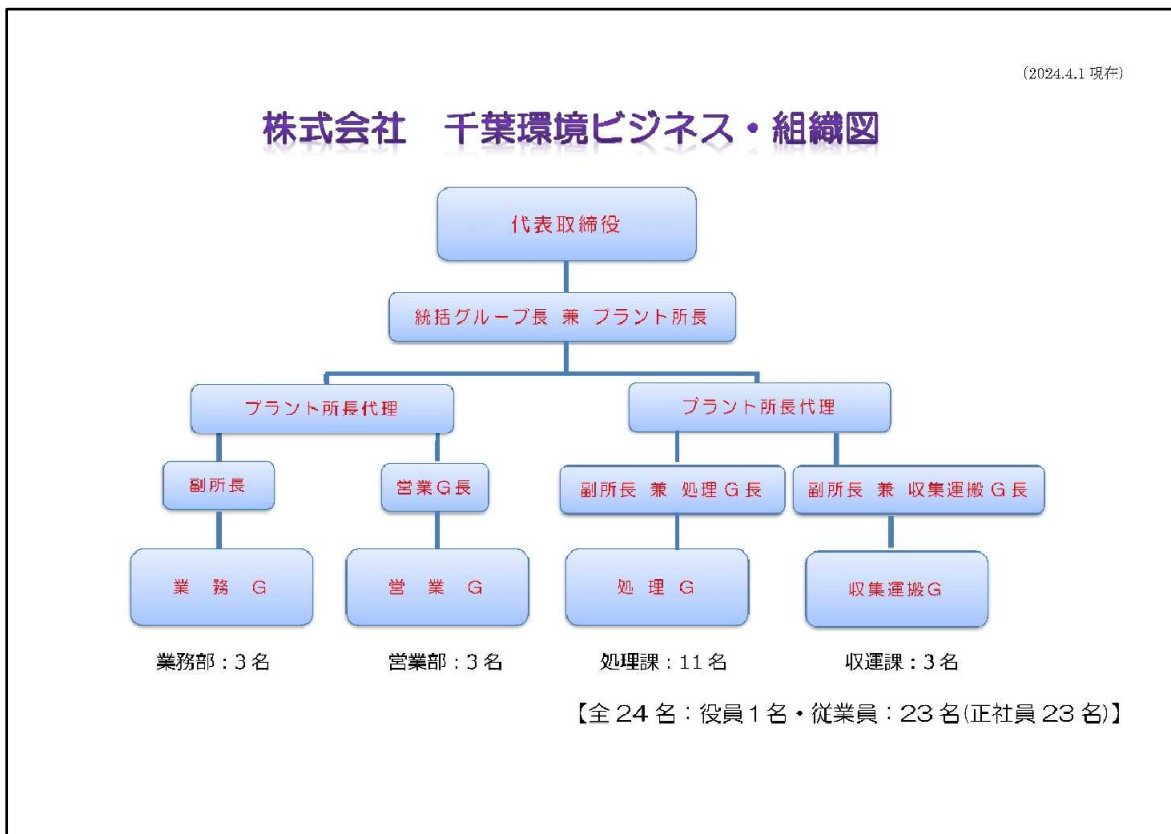 (2024.4.1 現在)
株式会社　千葉環境ビジネス・組織図
代表取締役
統括グループ長 兼 プラント所長
プラント所長代理
プラント所長代理
副所長
営業G長
副所長 兼 処理G長
副所長 兼 収集運搬G長
業 務 G
営 業 G
処 理 G
収集運搬G
業務部：3名
営業部：3名
処理課：11名
収運課：3名
【全24名：役員1名・従業員：23名(正社員23名)】